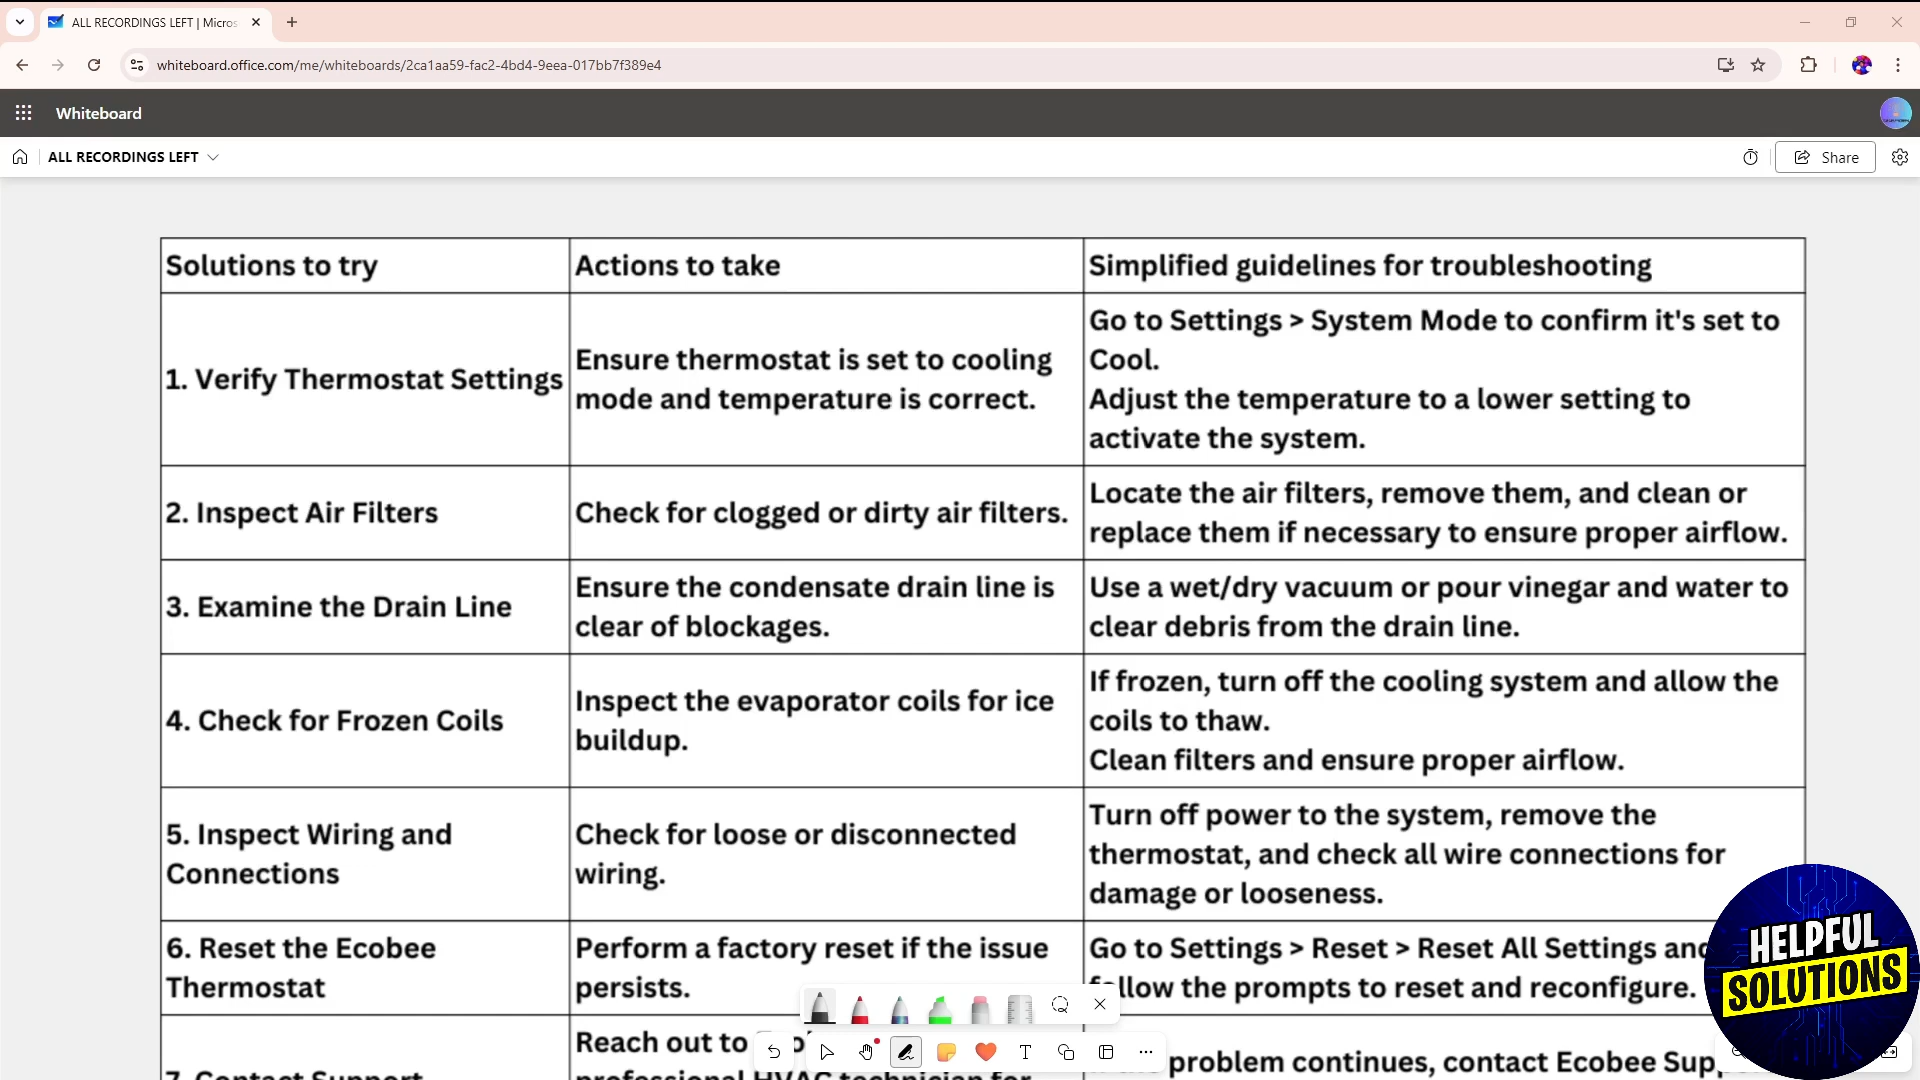 ALL RECORDINGS LEFT | Micros
whiteboard.office.com/me/whiteboards/2ca1aa59-fac2-4bd4-9eea-017bb7f389e4
Whiteboard
ALL RECORDINGS LEFT
Share
Solutions to try
Actions to take
Simplified guidelines for troubleshooting
1. Verify Thermostat Settings
Ensure thermostat is set to cooling
mode and temperature is correct.
Go to Settings > System Mode to confirm it's set to
Cool.
Adjust the temperature to a lower setting to
activate the system.
2. Inspect Air Filters
Check for clogged or dirty air filters.
Locate the air filters, remove them, and clean or
replace them if necessary to ensure proper airflow.
3. Examine the Drain Line
Ensure the condensate drain line is
clear of blockages.
Use a wet/dry vacuum or pour vinegar and water to
clear debris from the drain line.
4. Check for Frozen Coils
Inspect the evaporator coils for ice
buildup.
If frozen, turn off the cooling system and allow the
coils to thaw.
Clean filters and ensure proper airflow.
5. Inspect Wiring and
Connections
Check for loose or disconnected
wiring.
Turn off power to the system, remove the
thermostat, and check all wire connections for
damage or looseness.
6. Reset the Ecobee
Thermostat
Perform a factory reset if the issue
persists.
Go to Settings > Reset > Reset All Settings and
follow the prompts to reset and reconfigure.
7. Contact Support
Reach out to
professional HVAC technician for
problem continues, contact Ecobee
HELPFUL
SOLUTIONS